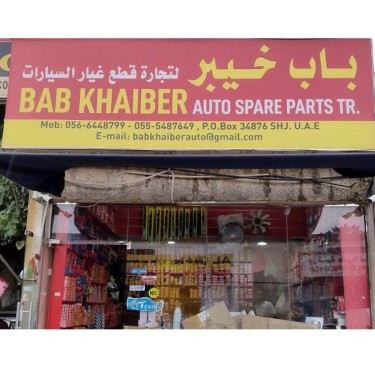 باب خيبر لتجارة قطع غيار السيارات
BAB KHAIBER AUTO SPARE PARTS TR.
Mob: 056-6448799 - 055-5487649 , P.O.Box 34876 SHJ. U.A.E
E-mail: babkhaiberauto@gmail.com